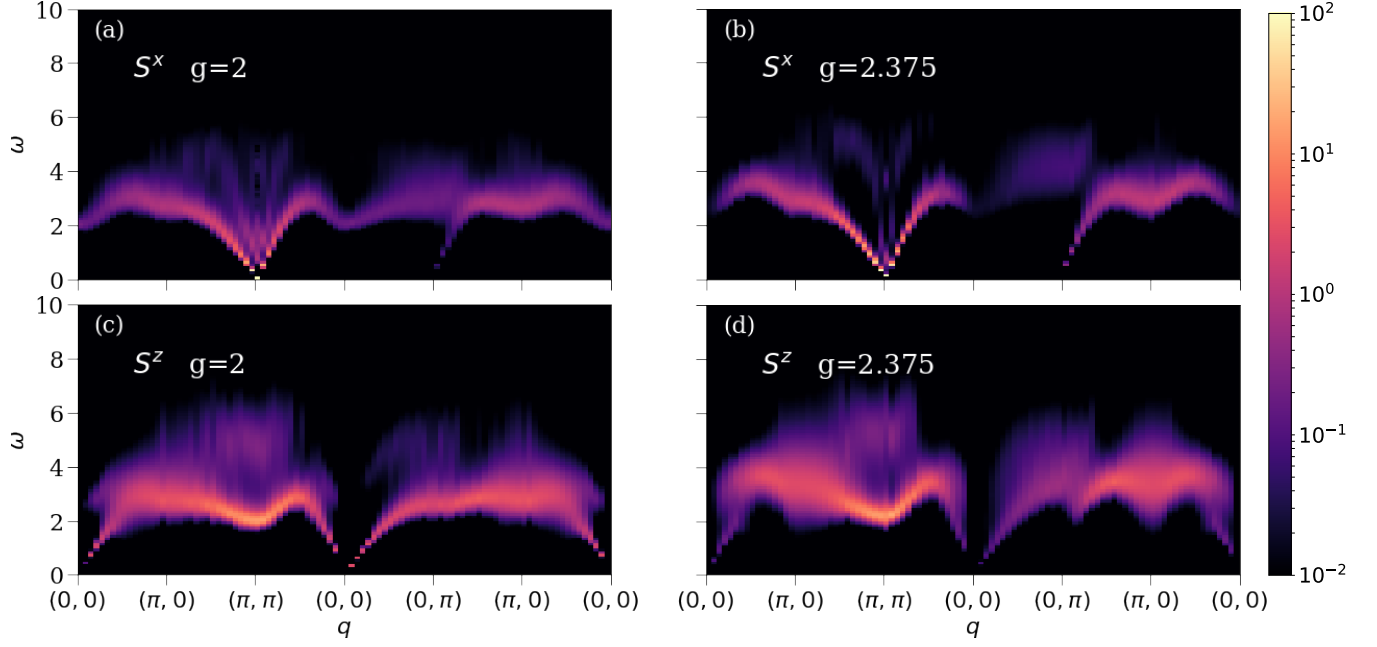 10
8
6
4
2
0
ω
(a)
Sˣ g=2
(b)
Sˣ g=2.375
10
8
6
4
2
0
ω
(c)
Sᶻ g=2
(d)
Sᶻ g=2.375
(0, 0) (π, 0) (π, π) (0, 0) (0, π) (π, 0) (0, 0)
q
(0, 0) (π, 0) (π, π) (0, 0) (0, π) (π, 0) (0, 0)
q
10²
10¹
10⁰
10⁻¹
10⁻²